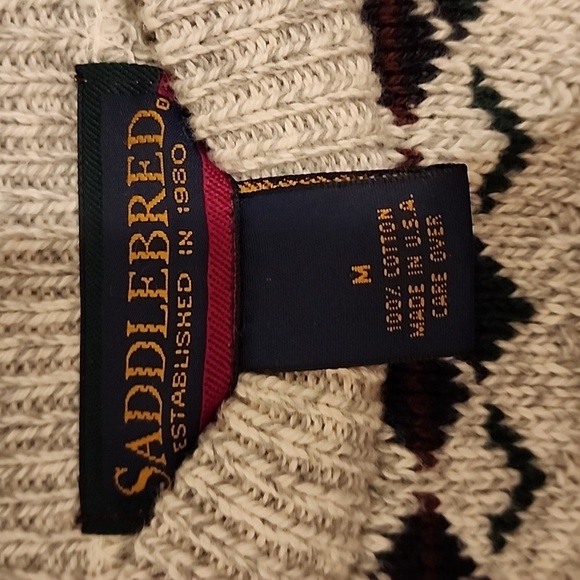 SADDLEBRED®
ESTABLISHED IN 1980
M
100% COTTON
MADE IN U.S.A.
CARE OVER